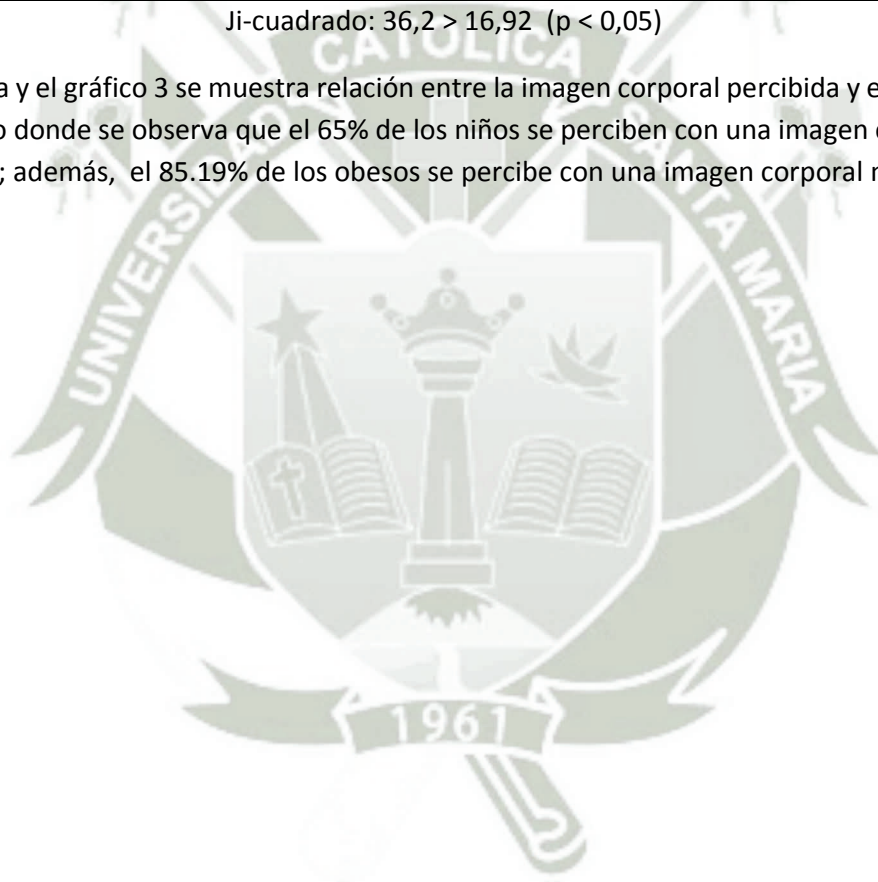 Ji-cuadrado: 36,2 > 16,92 (p < 0,05)
a y el gráfico 3 se muestra relación entre la imagen corporal percibida y e
o donde se observa que el 65% de los niños se perciben con una imagen
; además, el 85.19% de los obesos se percibe con una imagen corporal
UNIVERSIDAD CATOLICA SANTA MARIA
1961